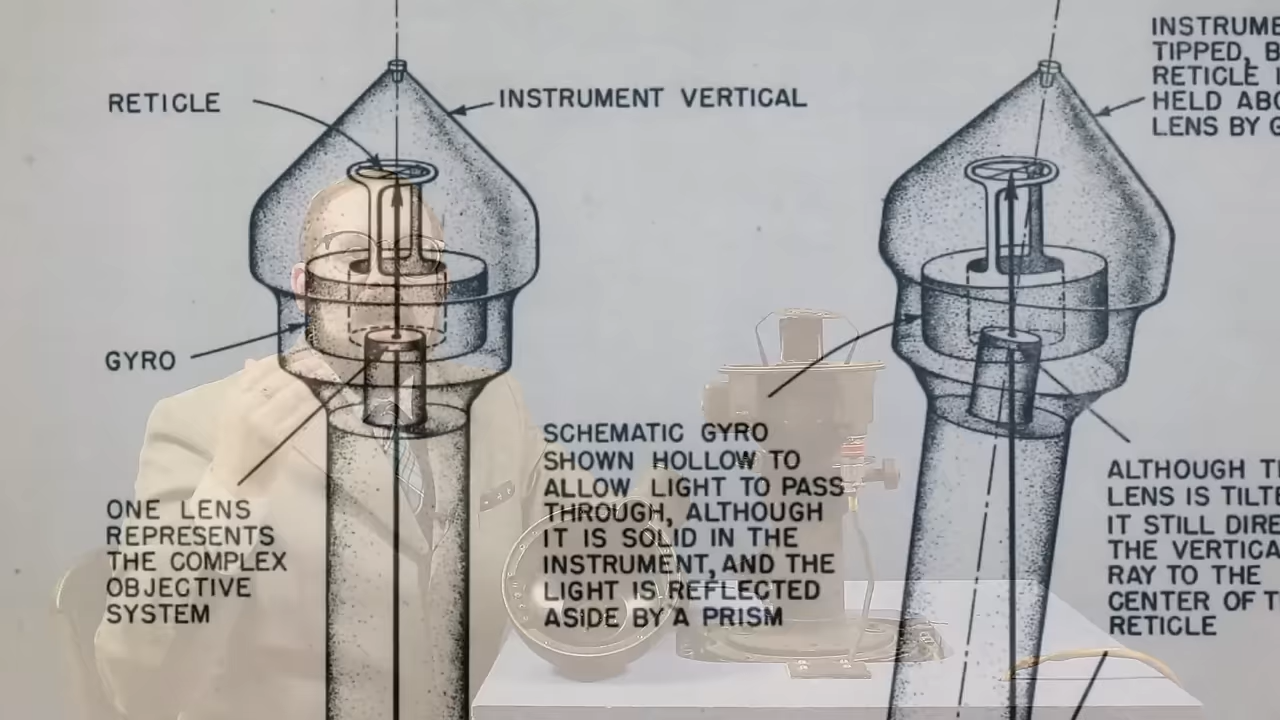 RETICLE
INSTRUMENT VERTICAL
GYRO
ONE LENS
REPRESENTS
THE COMPLEX
OBJECTIVE
SYSTEM
SCHEMATIC GYRO
SHOWN HOLLOW TO
ALLOW LIGHT TO PASS
THROUGH, ALTHOUGH
IT IS SOLID IN THE
INSTRUMENT, AND THE
LIGHT IS REFLECTED
ASIDE BY A PRISM
INSTRUME
TIPPED, B
RETICLE
HELD ABO
LENS BY G
ALTHOUGH T
LENS IS TILT
IT STILL DIRE
THE VERTICA
RAY TO THE
CENTER OF T
RETICLE